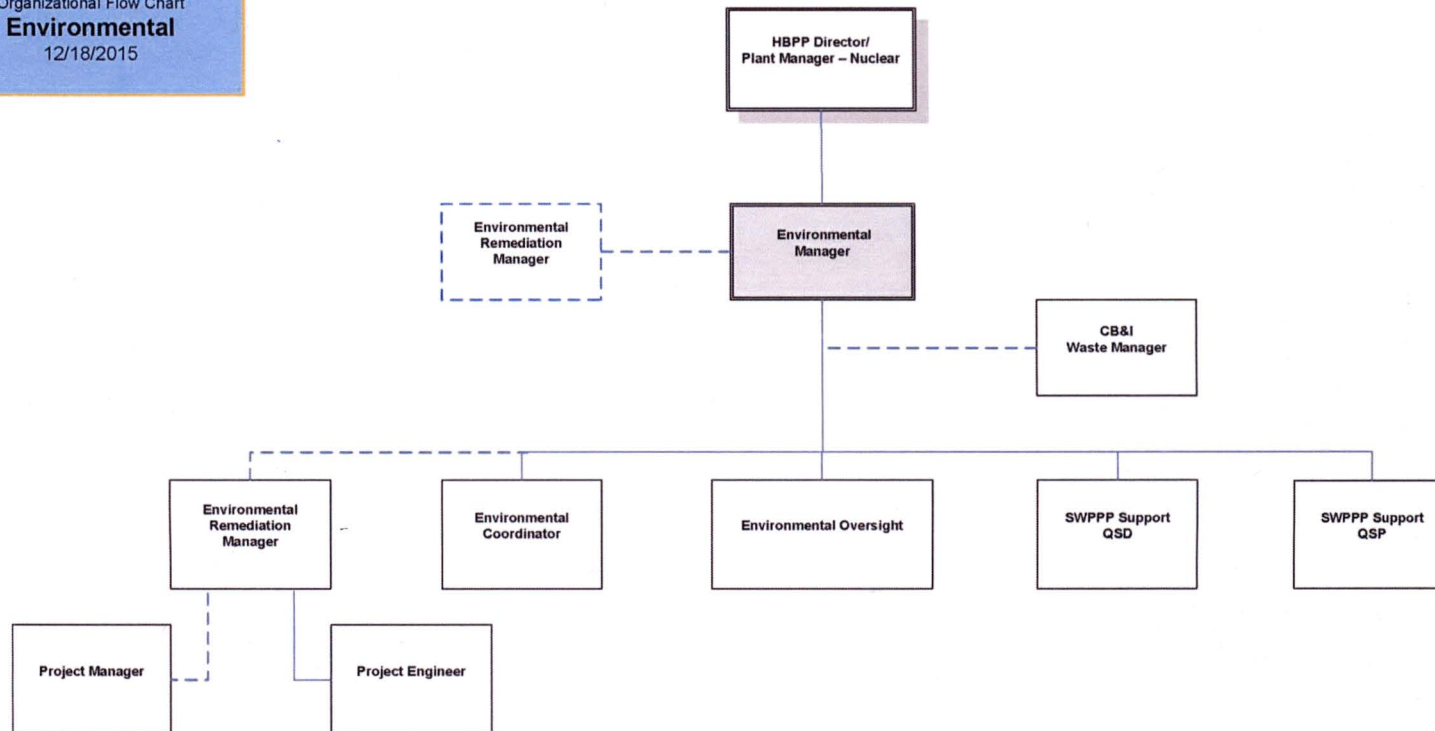 Organizational Flow Chart
Environmental
12/18/2015
HBPP Director/
Plant Manager – Nuclear
Environmental
Remediation
Manager
Environmental
Manager
CB&I
Waste Manager
Environmental
Remediation
Manager
Environmental
Coordinator
Environmental Oversight
SWPPP Support
QSD
SWPPP Support
QSP
Project Manager
Project Engineer